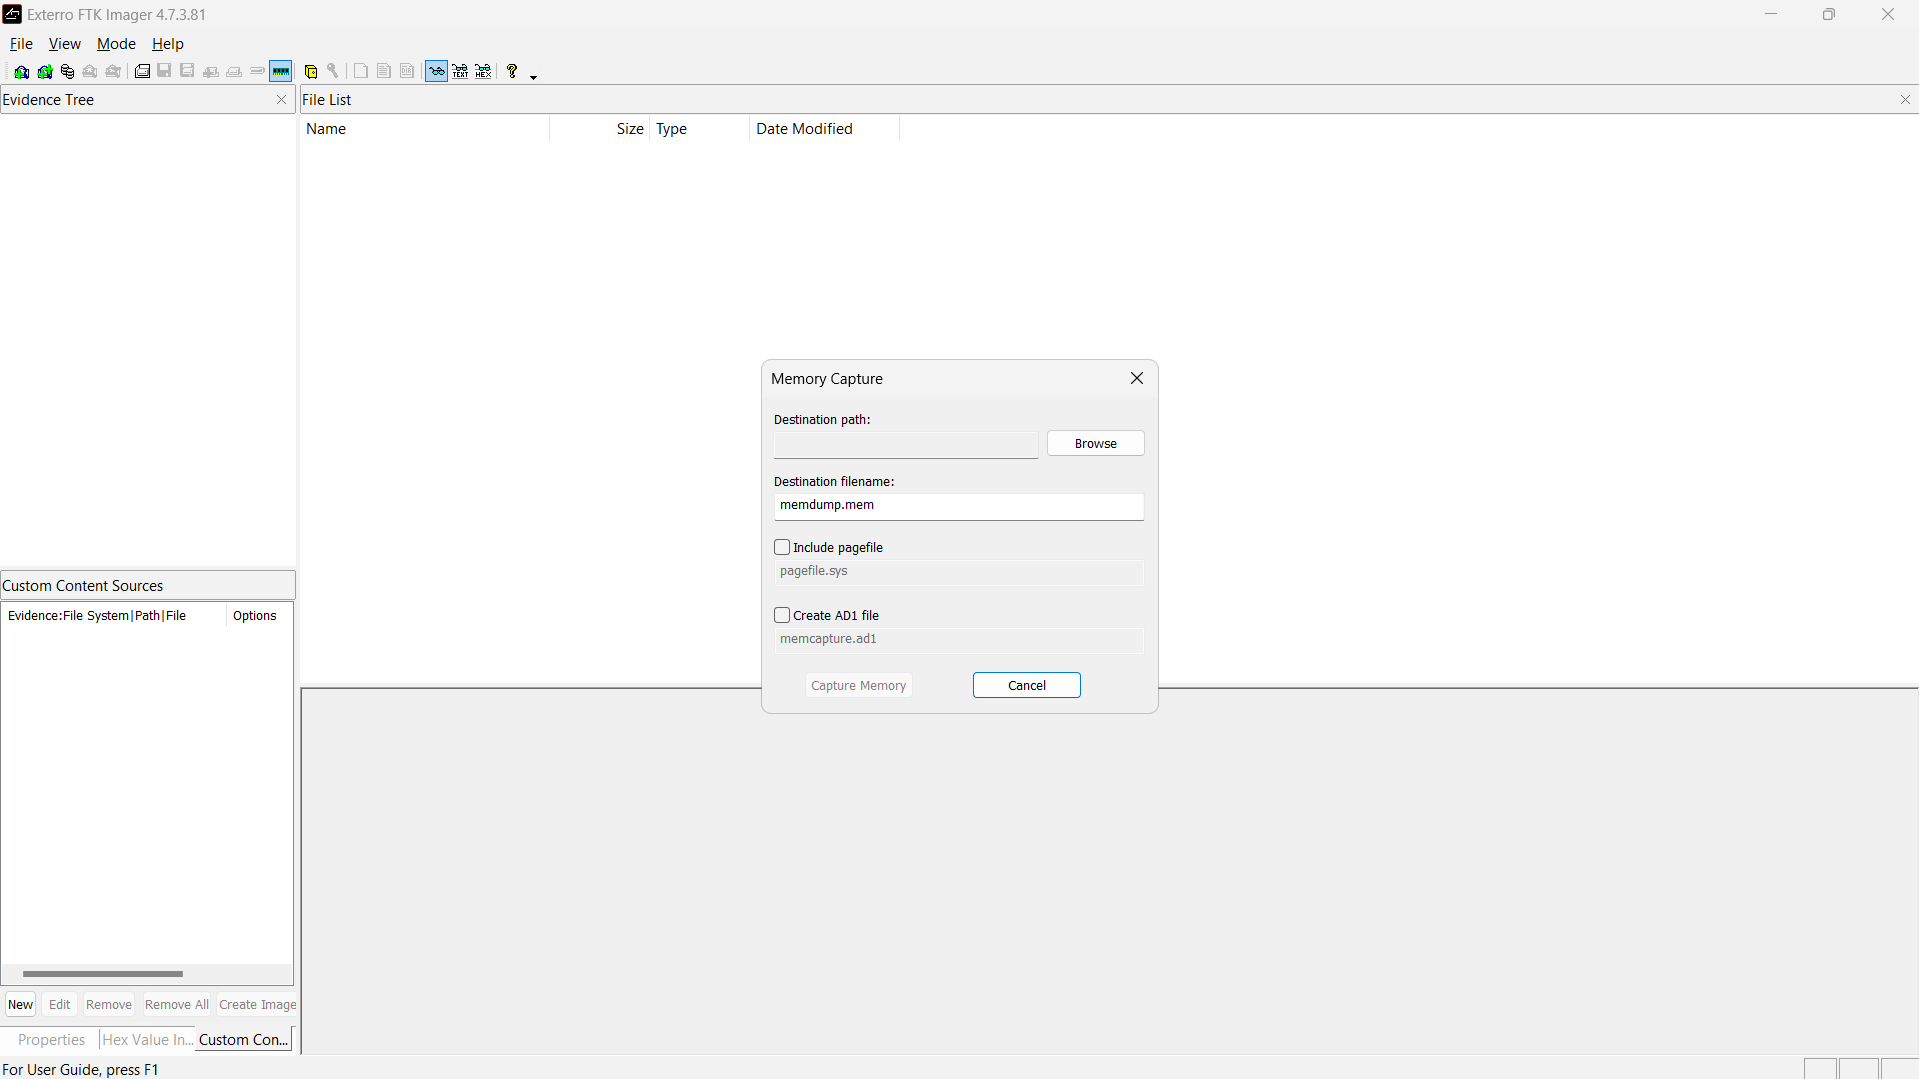 Exterro FTK Imager 4.7.3.81
File View Mode Help
TEXT HEX
Evidence Tree
File List
Name Size Type Date Modified
Memory Capture
Destination path:
Browse
Destination filename:
memdump.mem
Include pagefile
pagefile.sys
Create AD1 file
memcapture.ad1
Capture Memory Cancel
Custom Content Sources
Evidence:File System|Path|File Options
New Edit Remove Remove All Create Image
Properties Hex Value In... Custom Con...
For User Guide, press F1